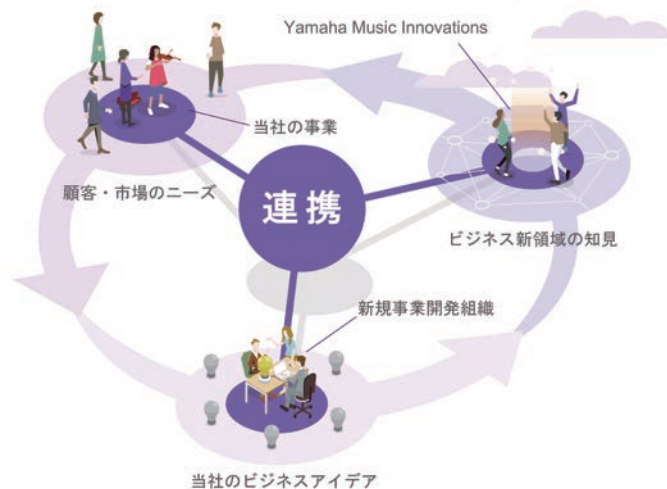 Yamaha Music Innovations
当社の事業
顧客・市場のニーズ
連携
ビジネス新領域の知見
新規事業開発組織
当社のビジネスアイデア